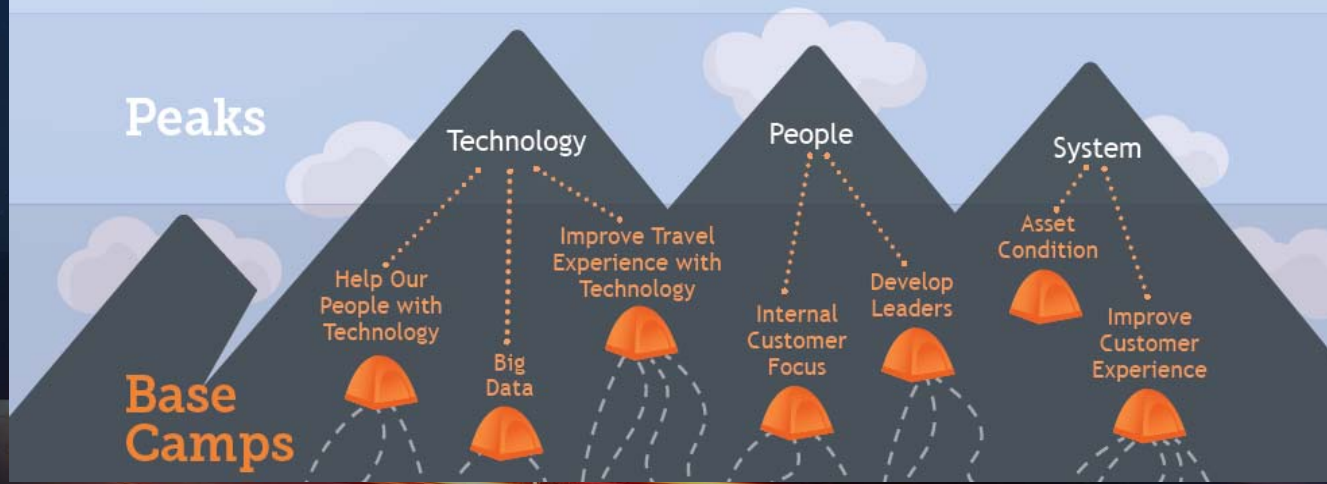 Peaks
Technology
People
System
Help Our
People with
Technology
Big
Data
Improve Travel
Experience with
Technology
Internal
Customer
Focus
Develop
Leaders
Asset
Condition
Improve
Customer
Experience
Base
Camps